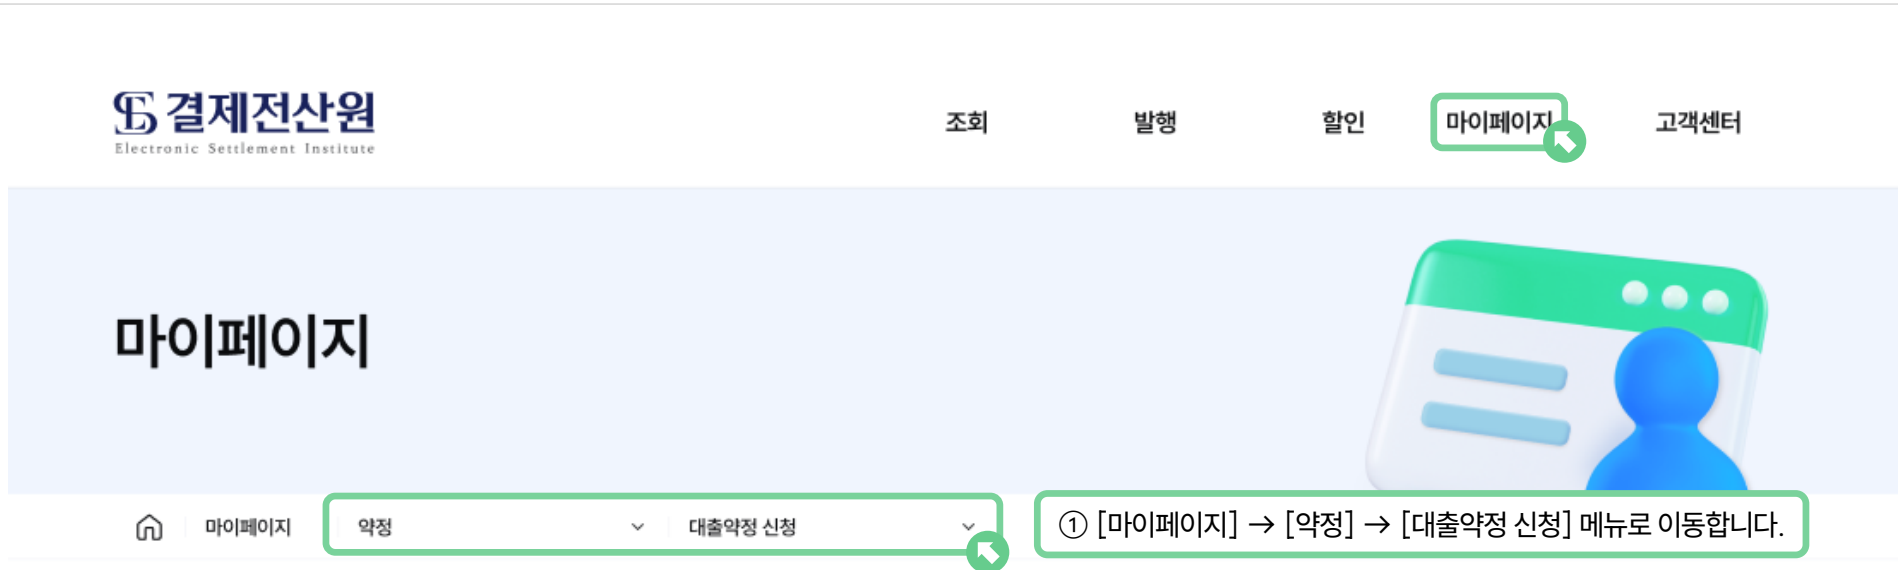 결제전산원
Electronic Settlement Institute
조회 발행 할인 마이페이지 고객센터
마이페이지
마이페이지 약정 대출약정 신청
① [마이페이지] → [약정] → [대출약정 신청] 메뉴로 이동합니다.